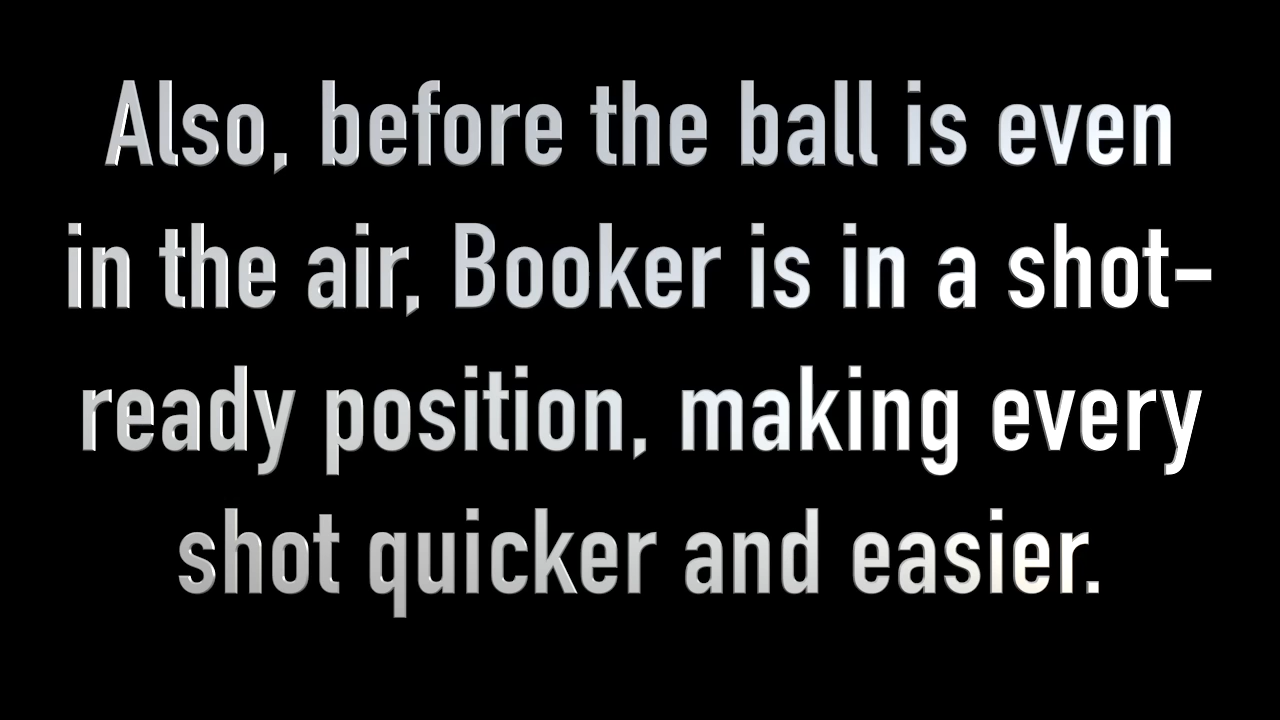 Also, before the ball is even
in the air, Booker is in a shot-
ready position, making every
shot quicker and easier.